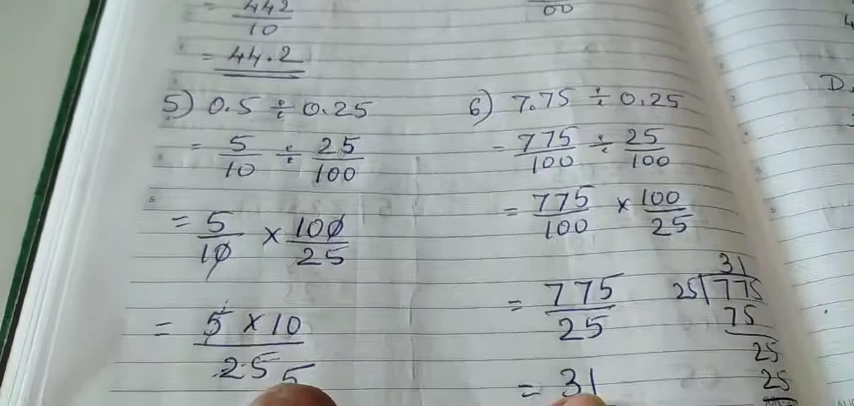 = 442/10
= 44.2
00
5) 0.5 ÷ 0.25
= 5/10 ÷ 25/100
= 5/10 × 100/25
= 5 × 10/25 5
6) 7.75 ÷ 0.25
= 775/100 ÷ 25/100
= 775/100 × 100/25
= 775/25
= 31
31
25)775
75
25
25
D
4